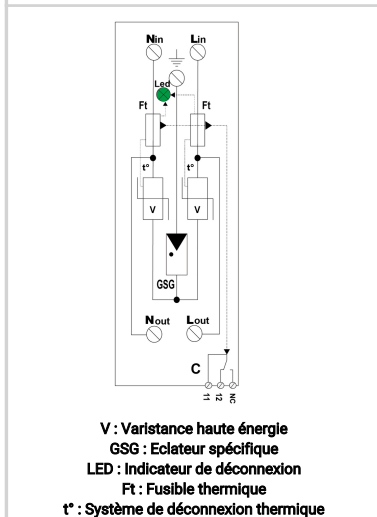 Nin Lin
Led
Ft Ft
t° t°
V V
GSG
Nout Lout
C
11 12 NC
V : Varistance haute énergie
GSG : Eclateur spécifique
LED : Indicateur de déconnexion
Ft : Fusible thermique
t° : Système de déconnexion thermique